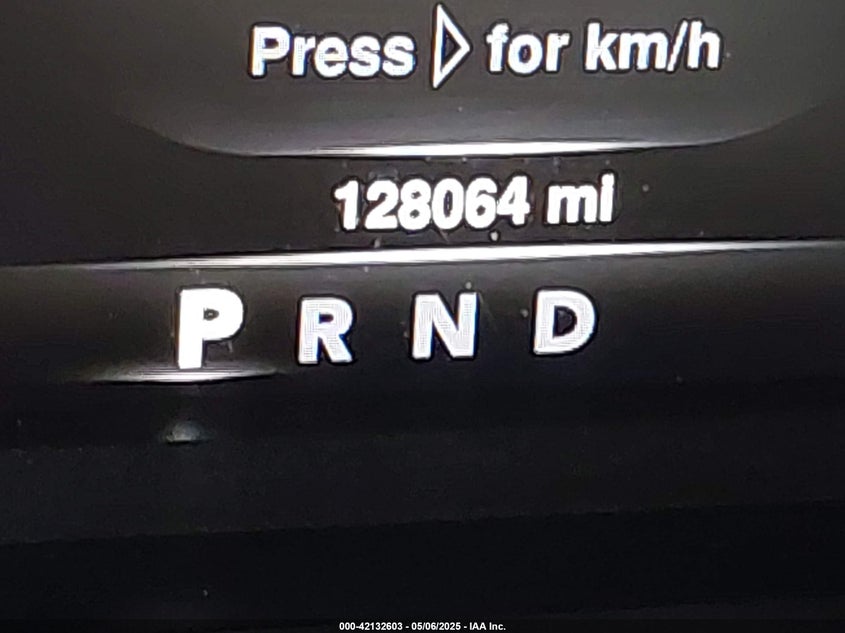 Press ▷ for km/h
128064 mi
P R N D
000-42132603 - 05/06/2025 - IAA Inc.